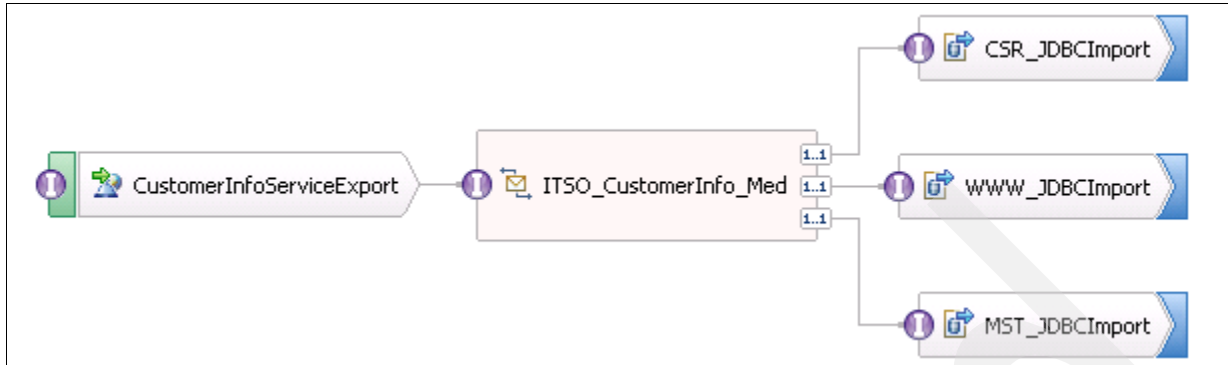 CSR_JDBCImport
1..1
CustomerInfoServiceExport
ITSO_CustomerInfo_Med
1..1
WWW_JDBCImport
1..1
MST_JDBCImport